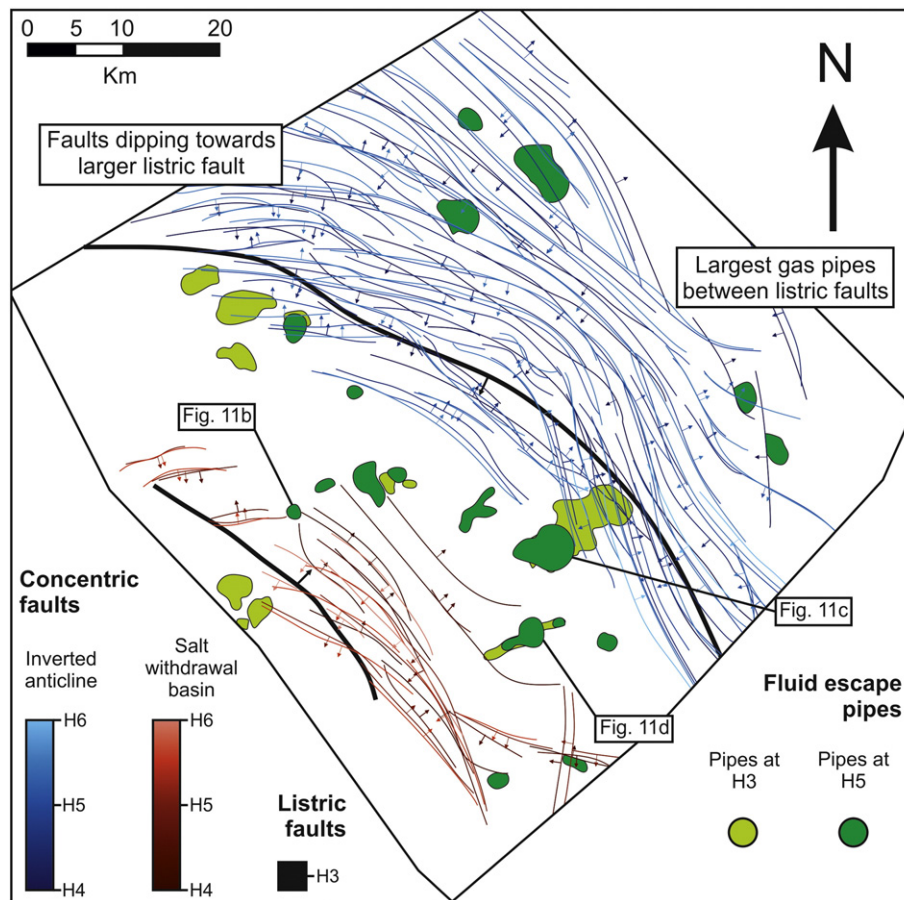 0 5 10 20
Km
N
Faults dipping towards
larger listric fault
Largest gas pipes
between listric faults
Fig. 11b
Fig. 11c
Fig. 11d
Concentric
faults
Inverted
anticline
Salt
withdrawal
basin
H6
H5
H4
H6
H5
H4
Listric
faults
H3
Fluid escape
pipes
Pipes at
H3
Pipes at
H5